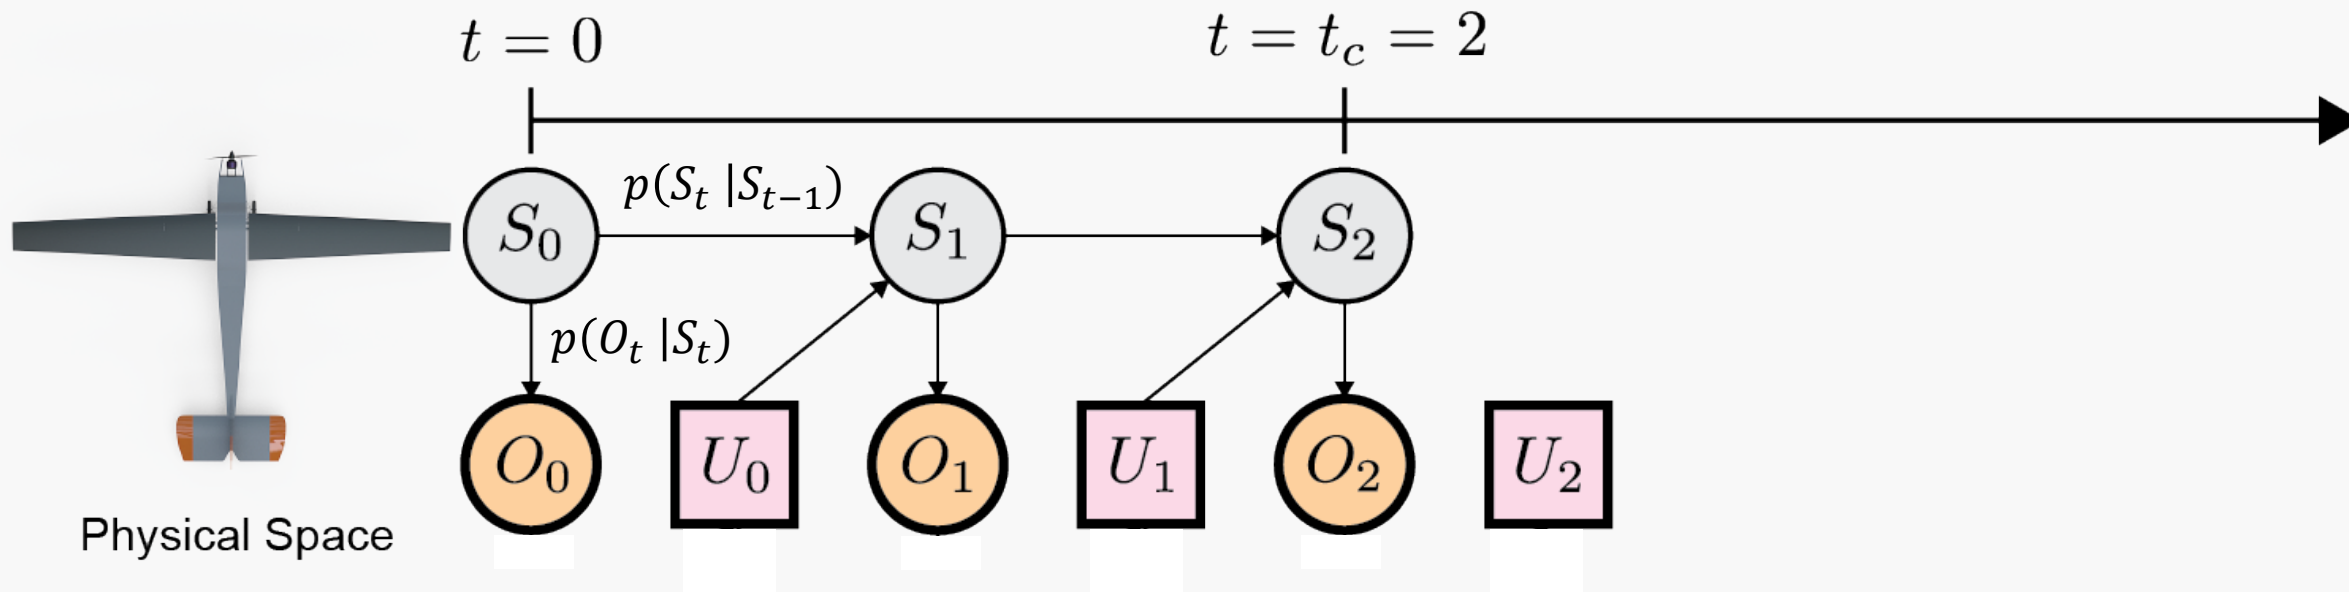 t = 0
t = t_c = 2
p(S_t |S_{t−1})
S_0
S_1
S_2
p(O_t |S_t)
O_0
U_0
O_1
U_1
O_2
U_2
Physical Space